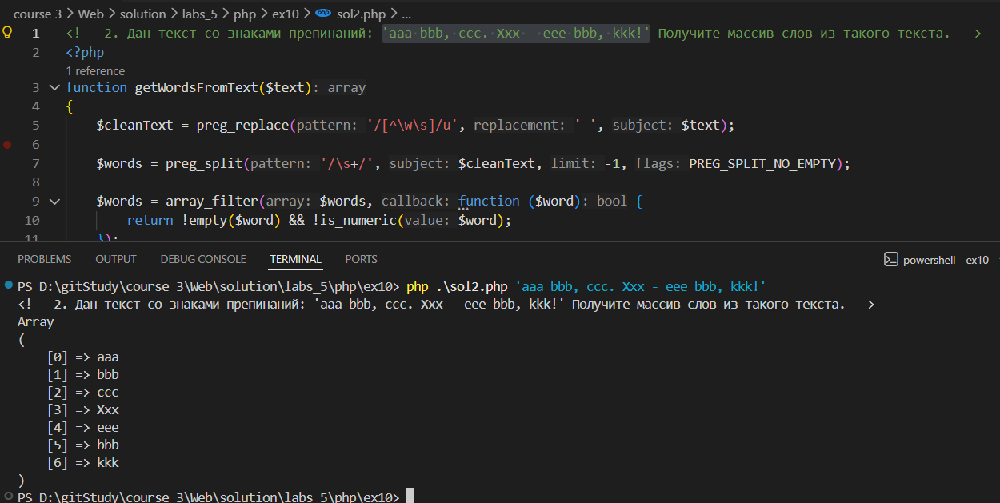 course 3 > Web > solution > labs_5 > php > ex10 > php sol2.php > ...
1 <!-- 2. Дан текст со знаками препинаний: 'aaa bbb, ccc. Xxx - eee bbb, kkk!' Получите массив слов из такого текста. -->
2 <?php
1 reference
3 function getWordsFromText($text): array
4 {
5 $cleanText = preg_replace(pattern: '/[^\w\s]/u', replacement: ' ', subject: $text);
6
7 $words = preg_split(pattern: '/\s+/', subject: $cleanText, limit: -1, flags: PREG_SPLIT_NO_EMPTY);
8
9 $words = array_filter(array: $words, callback: function ($word): bool {
10 return !empty($word) && !is_numeric(value: $word);
11 });
PROBLEMS OUTPUT DEBUG CONSOLE TERMINAL PORTS powershell - ex10
PS D:\gitStudy\course 3\Web\solution\labs_5\php\ex10> php .\sol2.php 'aaa bbb, ccc. Xxx - eee bbb, kkk!'
<!-- 2. Дан текст со знаками препинаний: 'aaa bbb, ccc. Xxx - eee bbb, kkk!' Получите массив слов из такого текста. -->
Array
(
[0] => aaa
[1] => bbb
[2] => ccc
[3] => Xxx
[4] => eee
[5] => bbb
[6] => kkk
)
PS D:\gitStudy\course 3\Web\solution\labs_5\php\ex10>